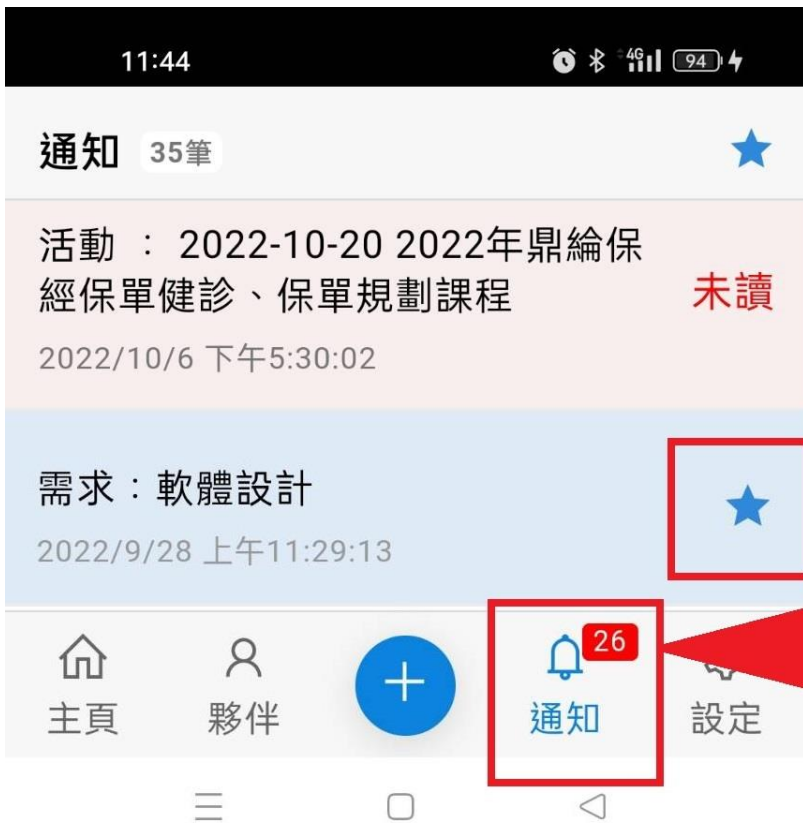 11:44
4G
94
通知 35筆
活動 : 2022-10-20 2022年鼎綸保
經保單健診、保單規劃課程
未讀
2022/10/6 下午5:30:02
需求:軟體設計
2022/9/28 上午11:29:13
26
主頁
夥伴
通知
設定